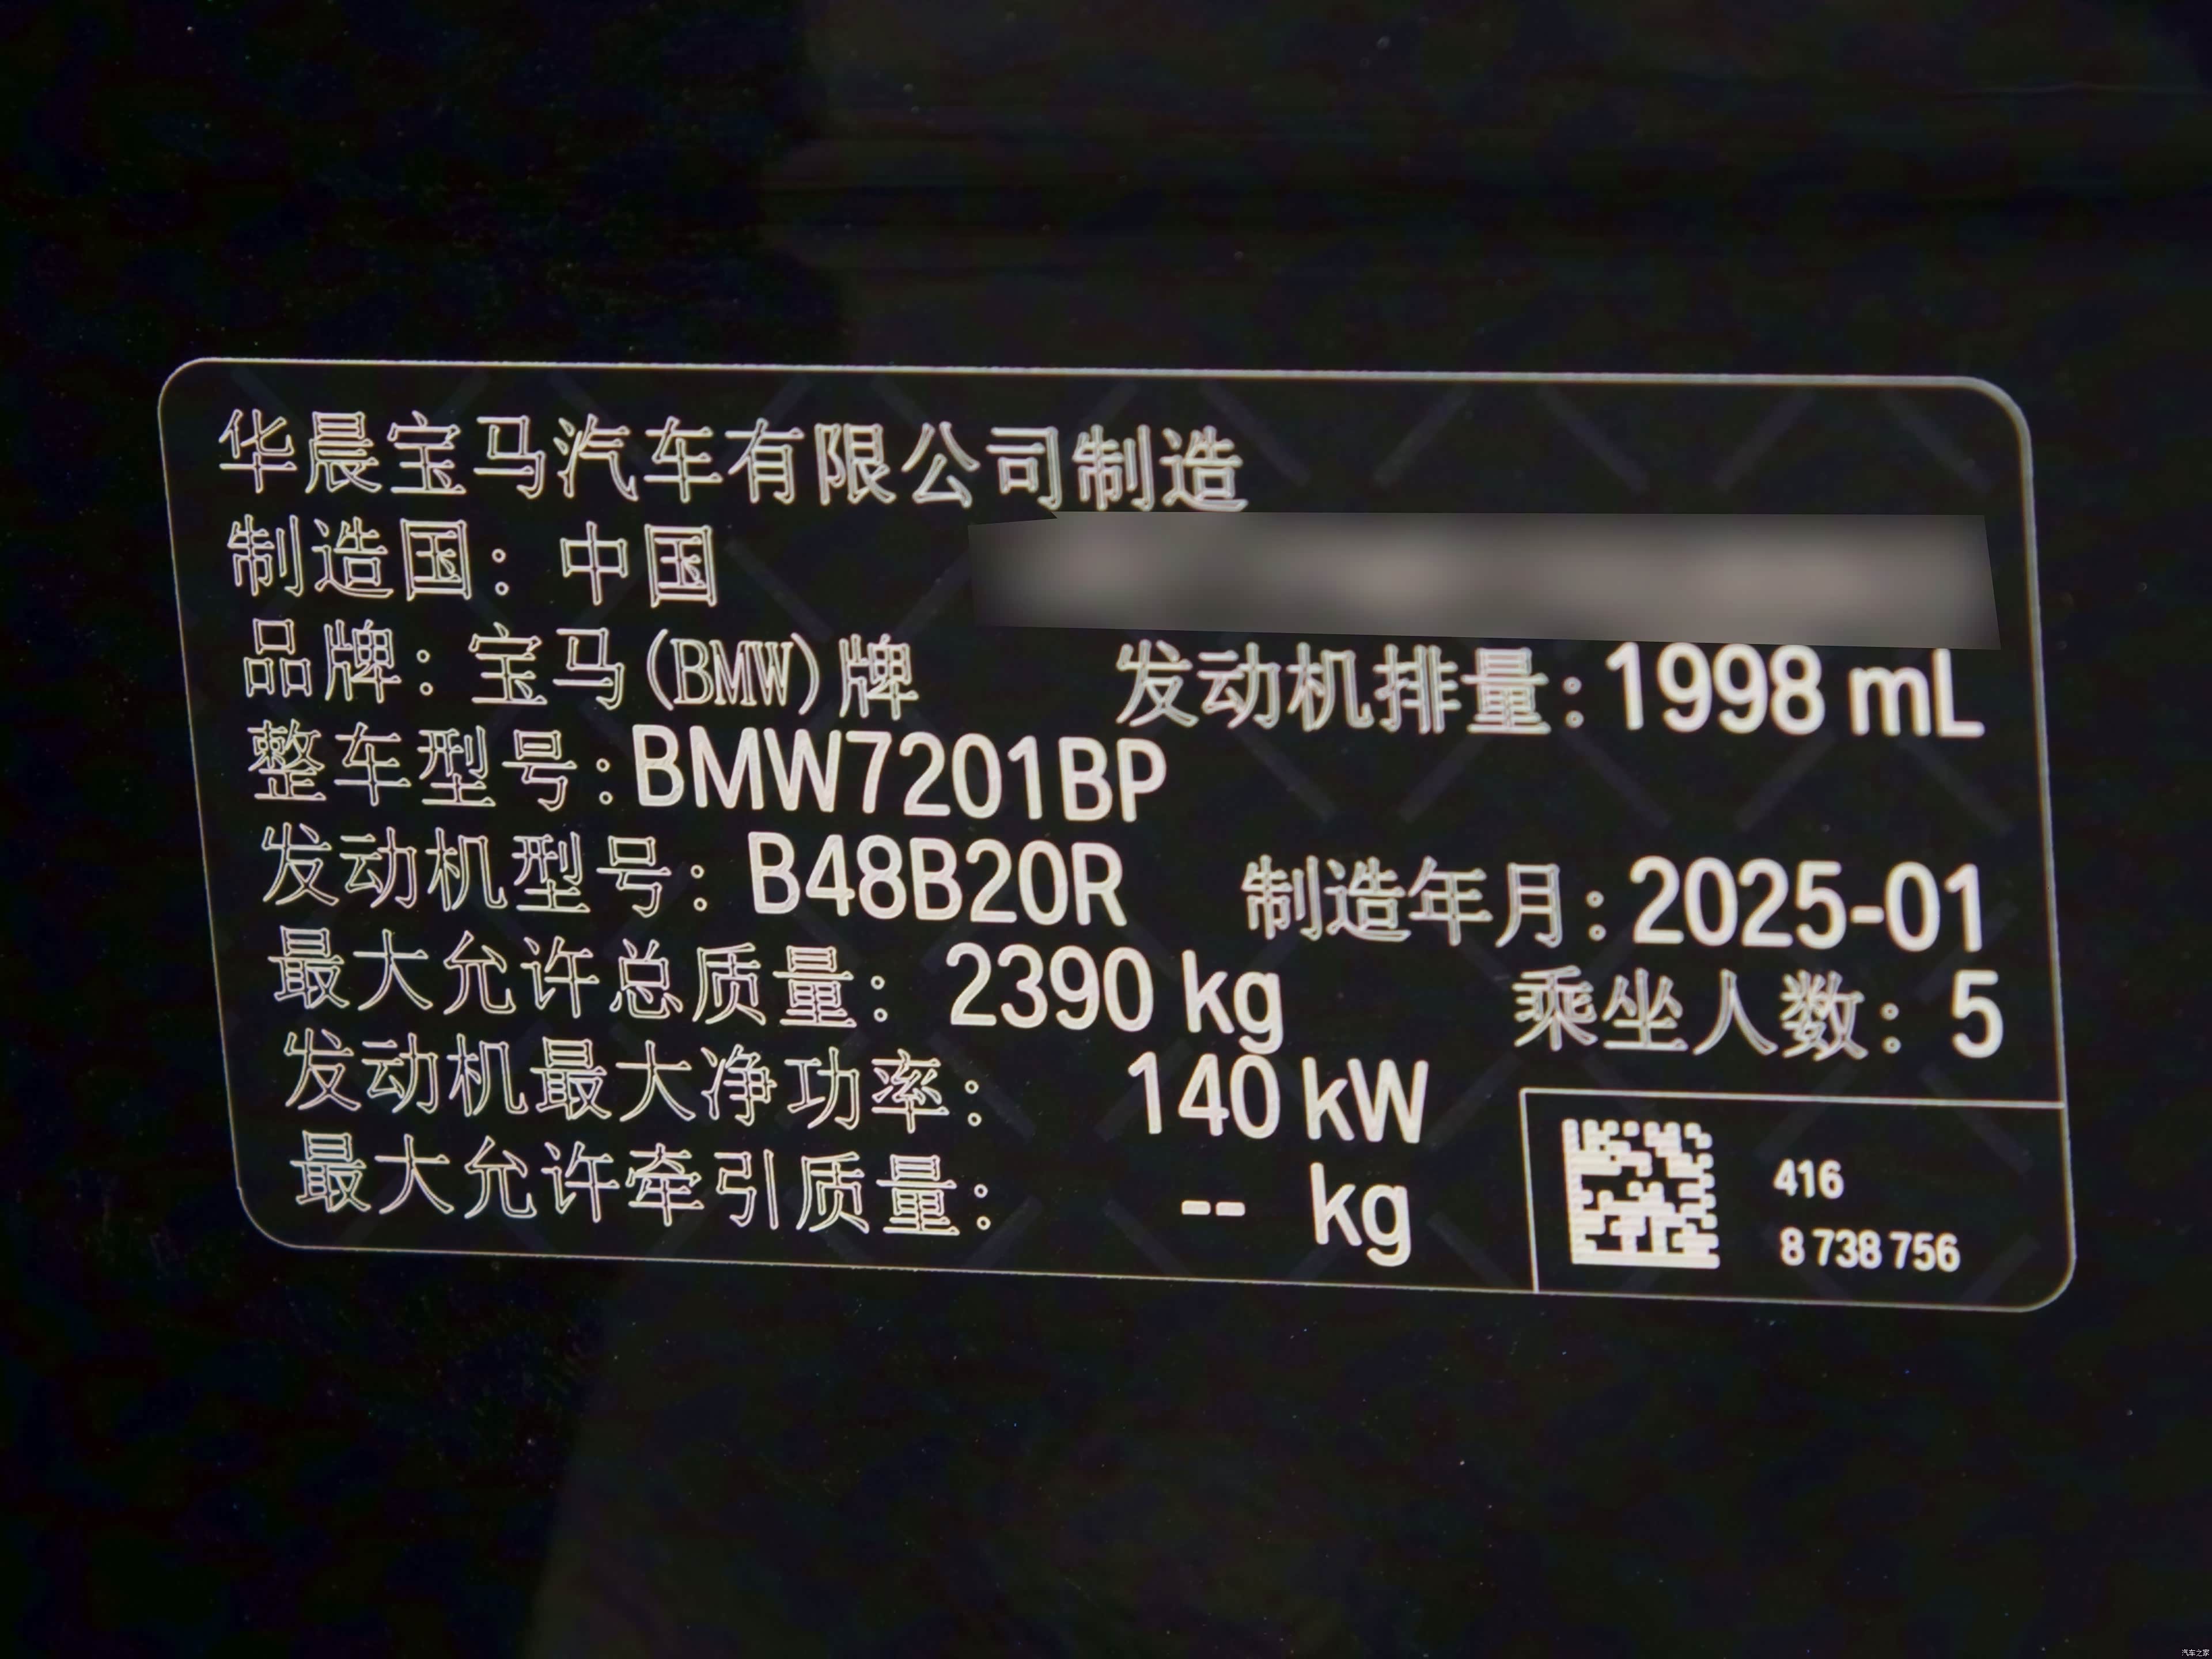 华晨宝马汽车有限公司制造
制造国：中国
品牌：宝马(BMW)牌 发动机排量：1998 mL
整车型号：BMW7201BP
发动机型号：B48B20R 制造年月：2025-01
最大允许总质量：2390 kg 乘坐人数：5
发动机最大净功率：140 kW
最大允许牵引质量：-- kg
416
8 738 756
汽车之家